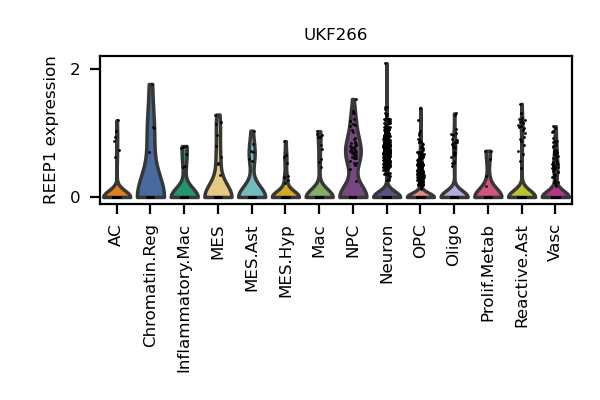 UKF266
REEP1 expression
2
0
AC
Chromatin.Reg
Inflammatory.Mac
MES
MES.Ast
MES.Hyp
Mac
NPC
Neuron
OPC
Oligo
Prolif.Metab
Reactive.Ast
Vasc